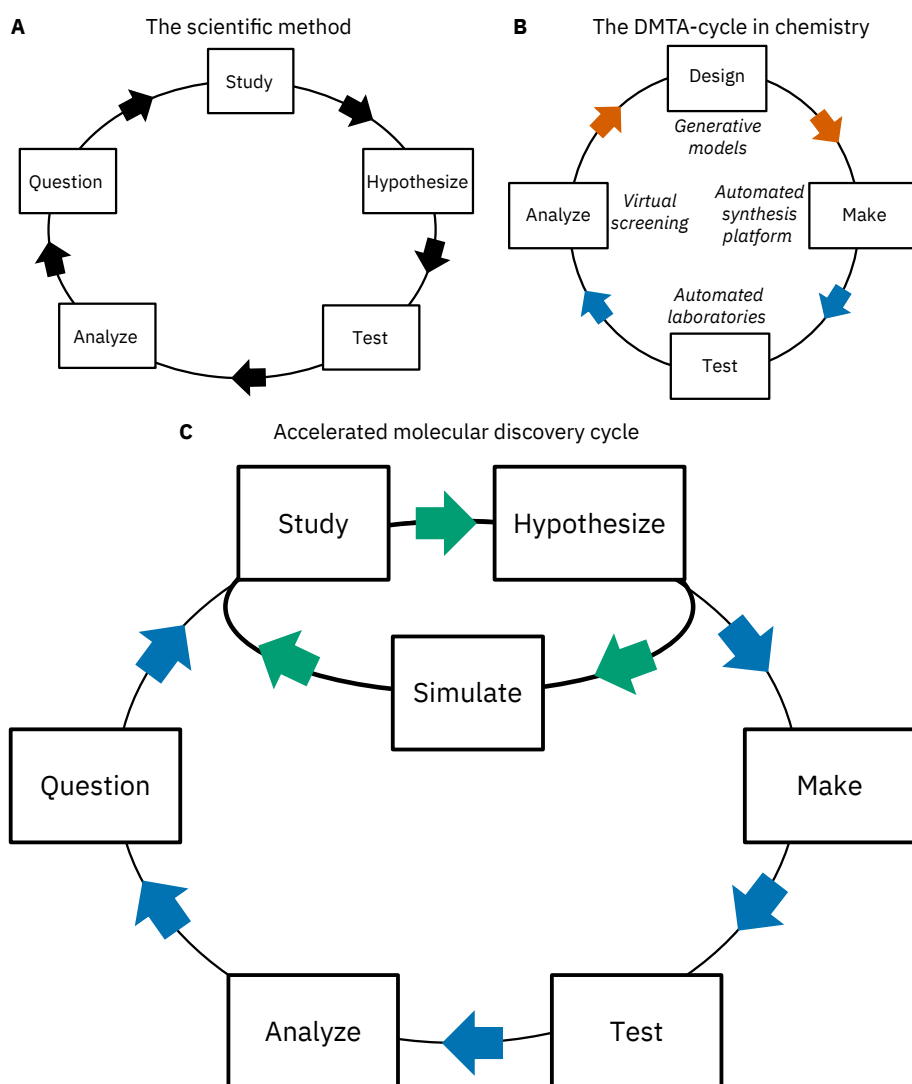 A
The scientific method
Study
Question
Hypothesize
Analyze
Test
B
The DMTA-cycle in chemistry
Design
Generative
models
Analyze
Virtual
screening
Automated
synthesis
platform
Make
Automated
laboratories
Test
C
Accelerated molecular discovery cycle
Study
Hypothesize
Simulate
Question
Make
Analyze
Test